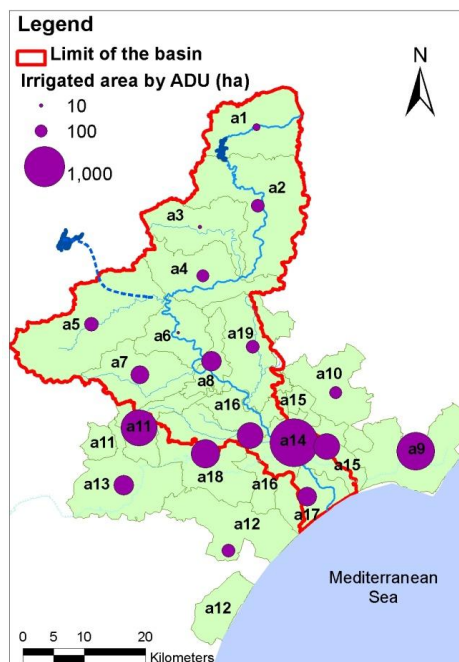 Legend
Limit of the basin
Irrigated area by ADU (ha)
10
100
1,000
N
a1
a2
a3
a4
a5
a6
a19
a7
a8
a10
a15
a16
a11
a14
a11
a9
a15
a18
a13
a16
a17
a12
a12
Mediterranean
Sea
0 5 10 20
Kilometers